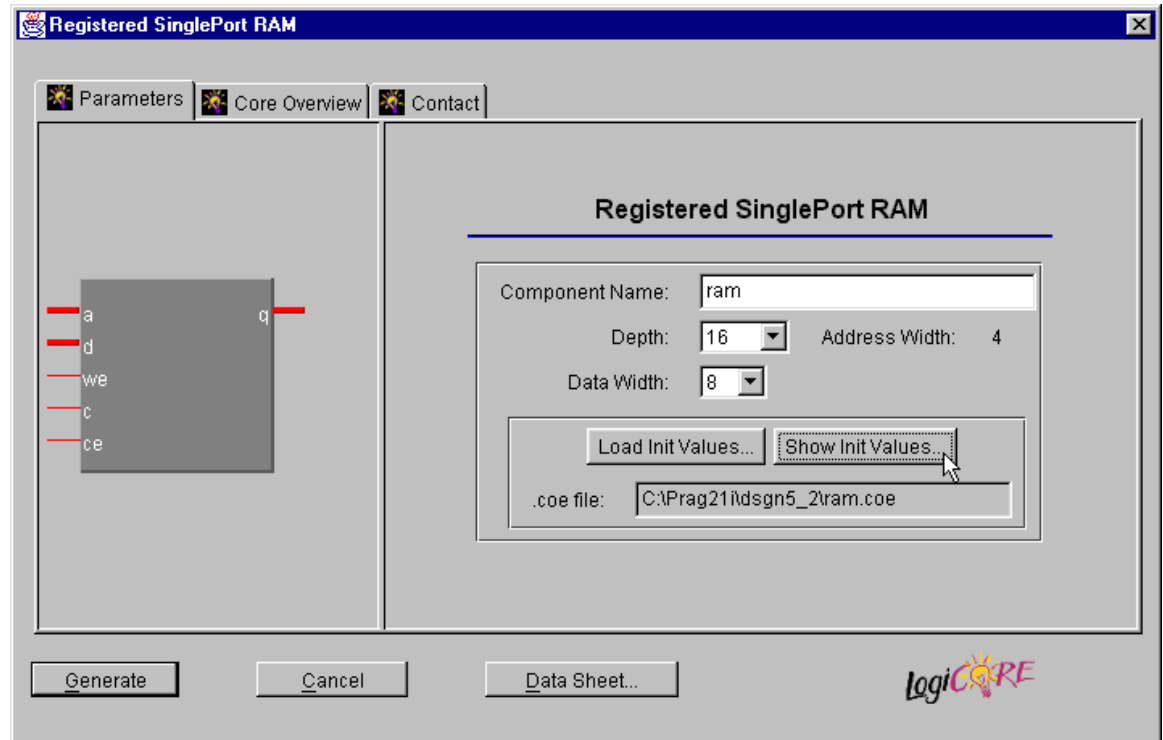 Registered SinglePort RAM
Parameters Core Overview Contact
Registered SinglePort RAM
a q
d
we
c
ce
Component Name: ram
Depth: 16 Address Width: 4
Data Width: 8
Load Init Values... Show Init Values...
.coe file: C:\Prag21i\dsgn5_2\ram.coe
Generate Cancel Data Sheet... LogiCORE